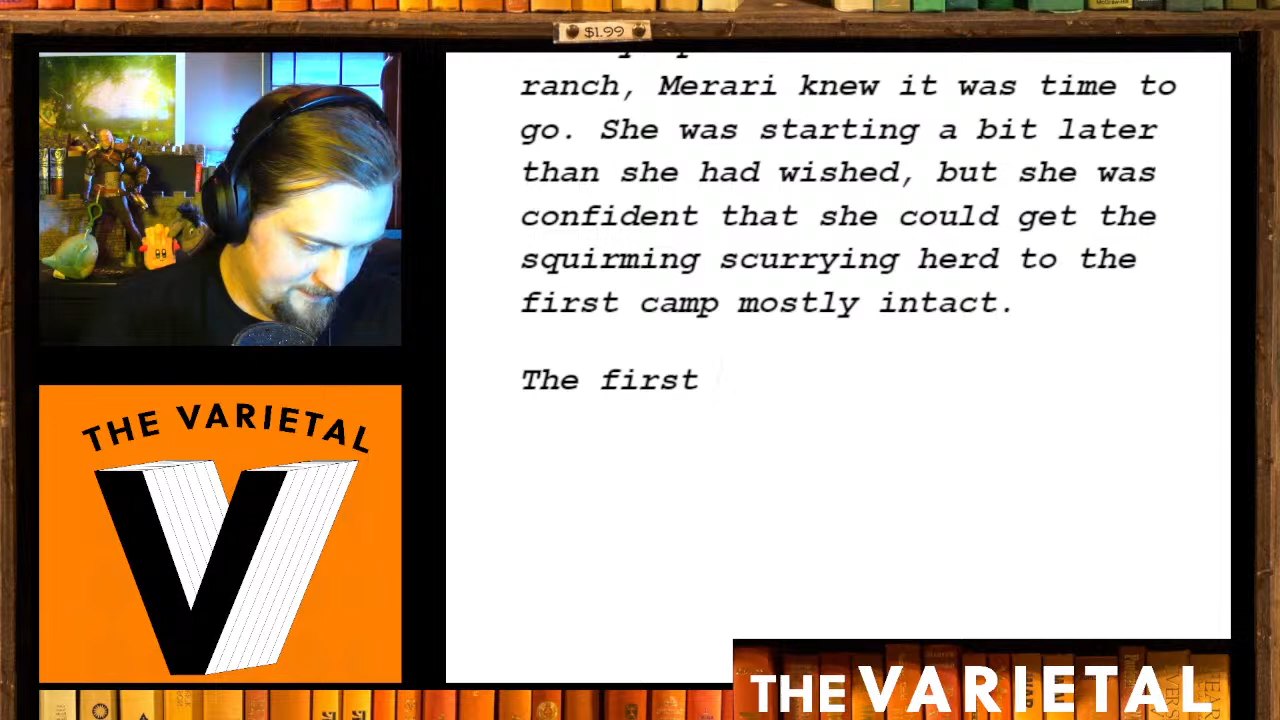 $1.99
ranch, Merari knew it was time to
go. She was starting a bit later
than she had wished, but she was
confident that she could get the
squirming scurrying herd to the
first camp mostly intact.
The first
THE VARIETAL
V
THE VARIETAL